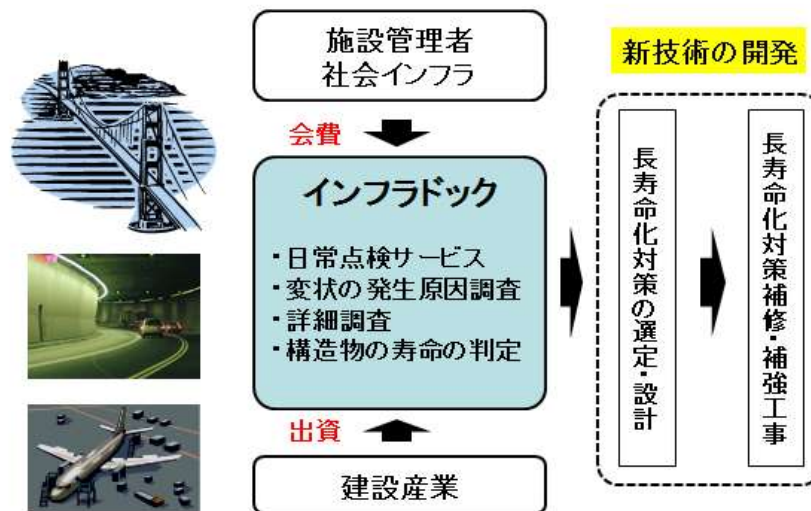 施設管理者
社会インフラ
会費
インフラドック
・日常点検サービス
・変状の発生原因調査
・詳細調査
・構造物の寿命の判定
出資
建設産業
新技術の開発
長寿命化対策の選定・設計
長寿命化対策補修・補強工事